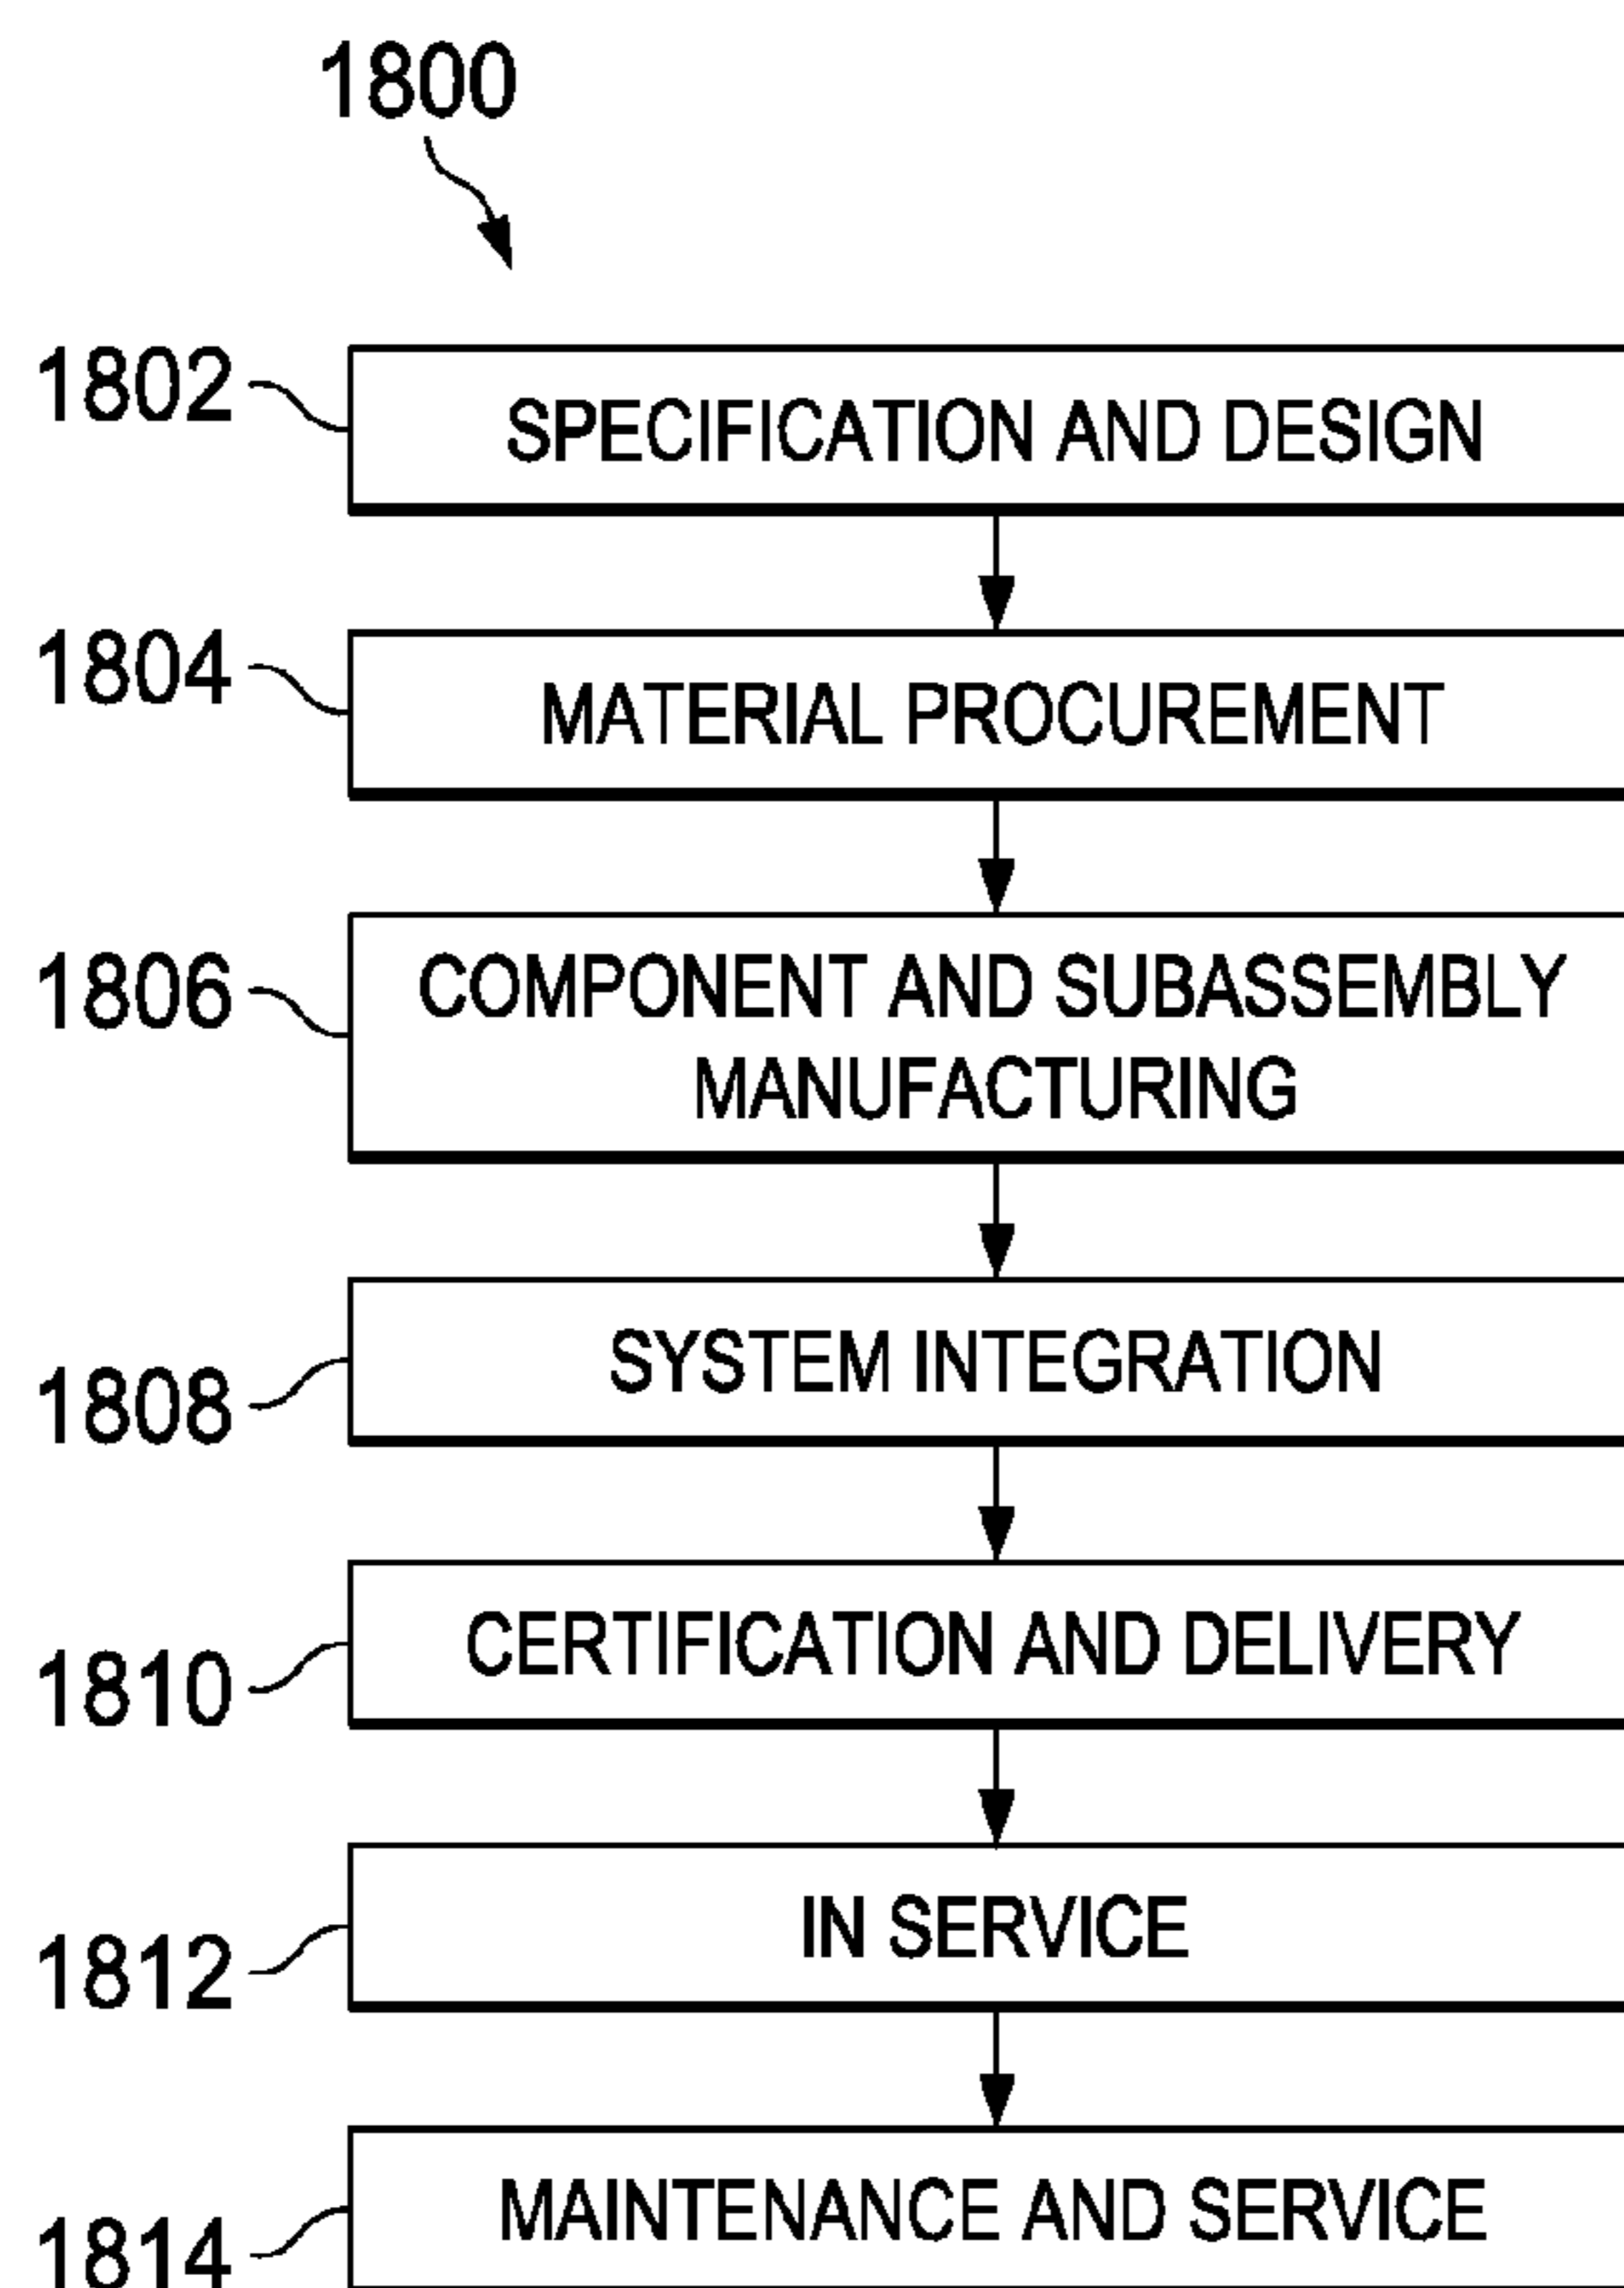 1800
1802
SPECIFICATION AND DESIGN
1804
MATERIAL PROCUREMENT
1806
COMPONENT AND SUBASSEMBLY
MANUFACTURING
1808
SYSTEM INTEGRATION
1810
CERTIFICATION AND DELIVERY
1812
IN SERVICE
1814
MAINTENANCE AND SERVICE